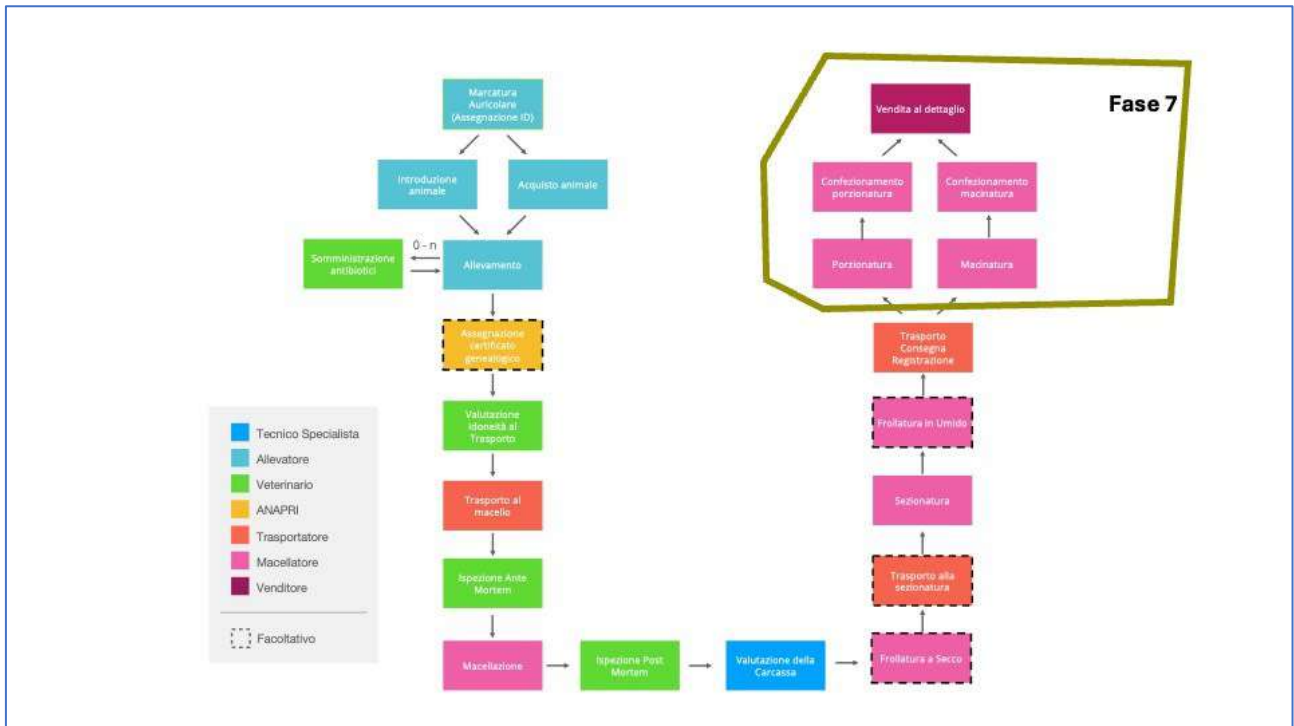 Marcatura
Auricolare
(Assegnazione ID)
Introduzione
animale
Acquisto animale
Somministrazione
antibiotici
0 - n
Allevamento
Assegnazione
certificato
genealogico
Valutazione
Idoneità al
Trasporto
Trasporto al
macello
Ispezione Ante
Mortem
Macellazione
Ispezione Post
Mortem
Valutazione della
Carcassa
Frollatura a Secco
Trasporto alla
sezionatura
Sezionatura
Frollatura in Umido
Trasporto
Consegna
Registrazione
Porzionatura
Macinatura
Confezionamento
porzionatura
Confezionamento
macinatura
Vendita al dettaglio
Fase 7
Tecnico Specialista
Allevatore
Veterinario
ANAPRI
Trasportatore
Macellatore
Venditore
Facoltativo